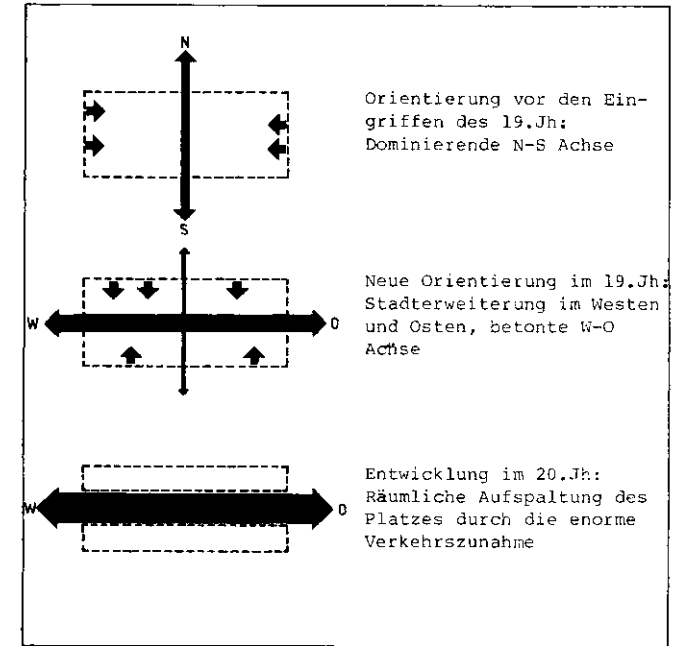 N
Orientierung vor den Ein-
griffen des 19.Jh:
Dominierende N-S Achse
S
Neue Orientierung im 19.Jh:
Stadterweiterung im Westen
W
O
und Osten, betonte W-O
Achse
Entwicklung im 20.Jh:
Räumliche Aufspaltung des
W
O
Platzes durch die enorme
Verkehrszunahme